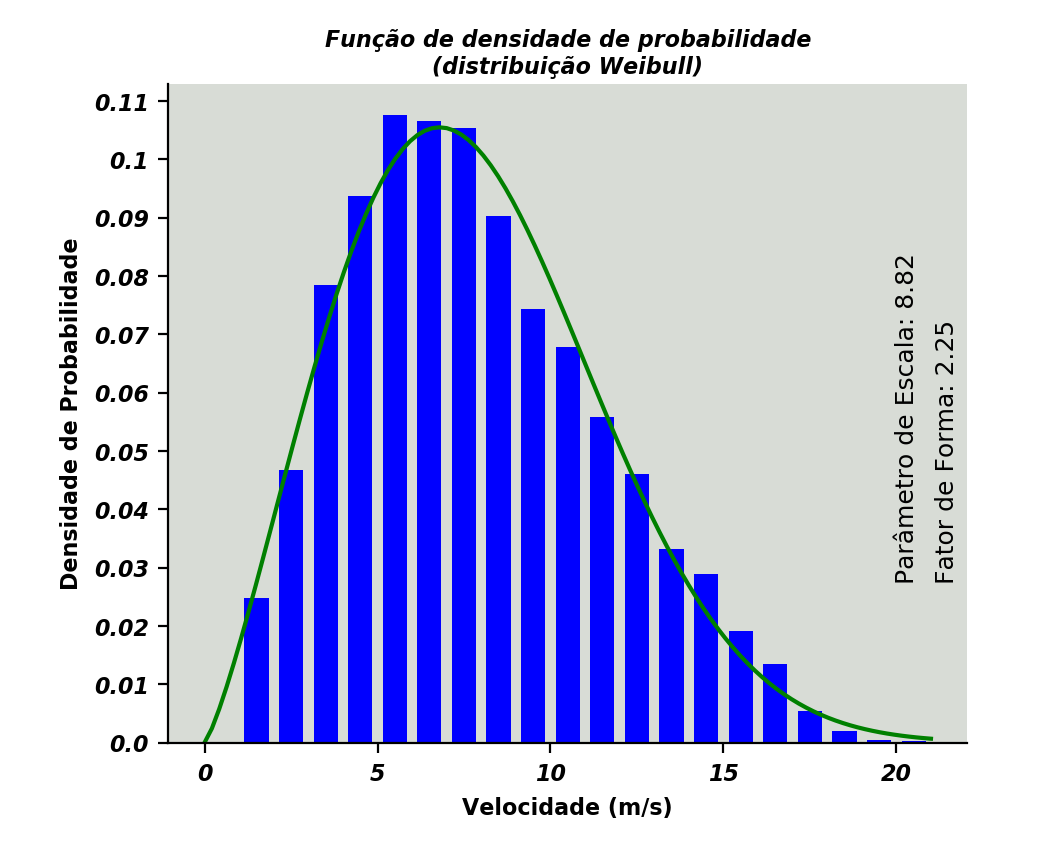 Função de densidade de probabilidade
(distribuição Weibull)
Densidade de Probabilidade
0.11
0.1
0.09
0.08
0.07
0.06
0.05
0.04
0.03
0.02
0.01
0.0
Parâmetro de Escala: 8.82
Fator de Forma: 2.25
0 5 10 15 20
Velocidade (m/s)